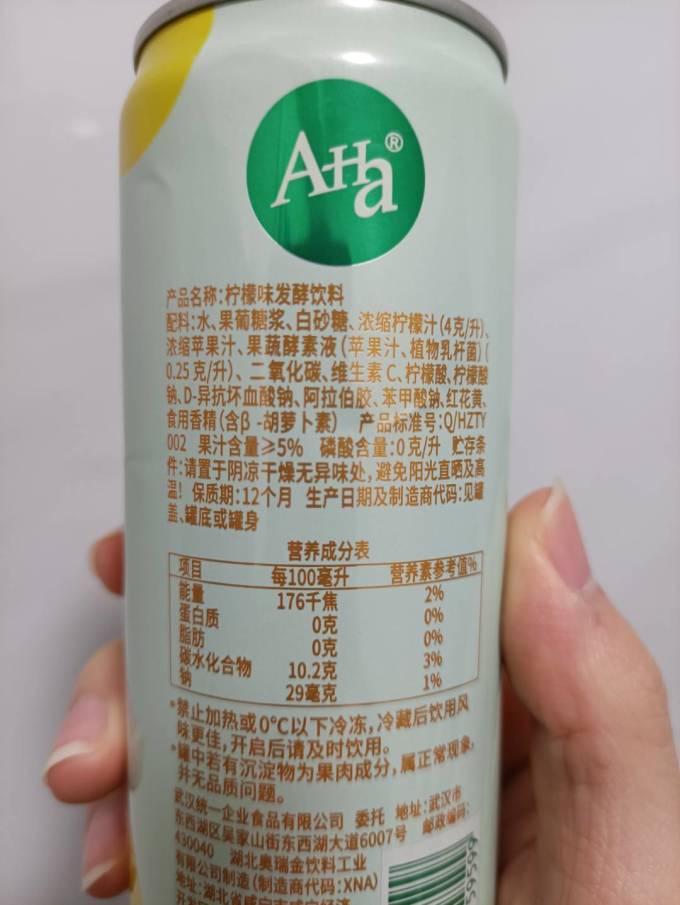 AHa®
产品名称:柠檬味发酵饮料
配料:水、果葡糖浆、白砂糖、浓缩柠檬汁(4克/升)、
浓缩苹果汁、果蔬酵素液(苹果汁、植物乳杆菌)(
0.25克/升)、二氧化碳、维生素C、柠檬酸、柠檬酸
钠、D-异抗坏血酸钠、阿拉伯胶、苯甲酸钠、红花黄、
食用香精(含β-胡萝卜素) 产品标准号:Q/HZTY
002 果汁含量≥5% 磷酸含量:0克/升 贮存条
件:请置于阴凉干燥无异味处,避免阳光直晒及高
温! 保质期:12个月 生产日期及制造商代码:见罐
盖、罐底或罐身
营养成分表
项目 每100毫升 营养素参考值%
能量 176千焦 2%
蛋白质 0克 0%
脂肪 0克 0%
碳水化合物 10.2克 3%
钠 29毫克 1%
*禁止加热或0℃以下冷冻,冷藏后饮用风
味更佳,开启后请及时饮用。
*罐中若有沉淀物为果肉成分,属正常现象,
并无品质问题。
武汉统一企业食品有限公司 委托 地址:武汉市
东西湖区吴家山街东西湖大道6007号 邮政编码:
430040 湖北奥瑞金饮料工业
有限公司制造(制造商代码:XNA)
地址:湖北省咸宁市咸宁经济